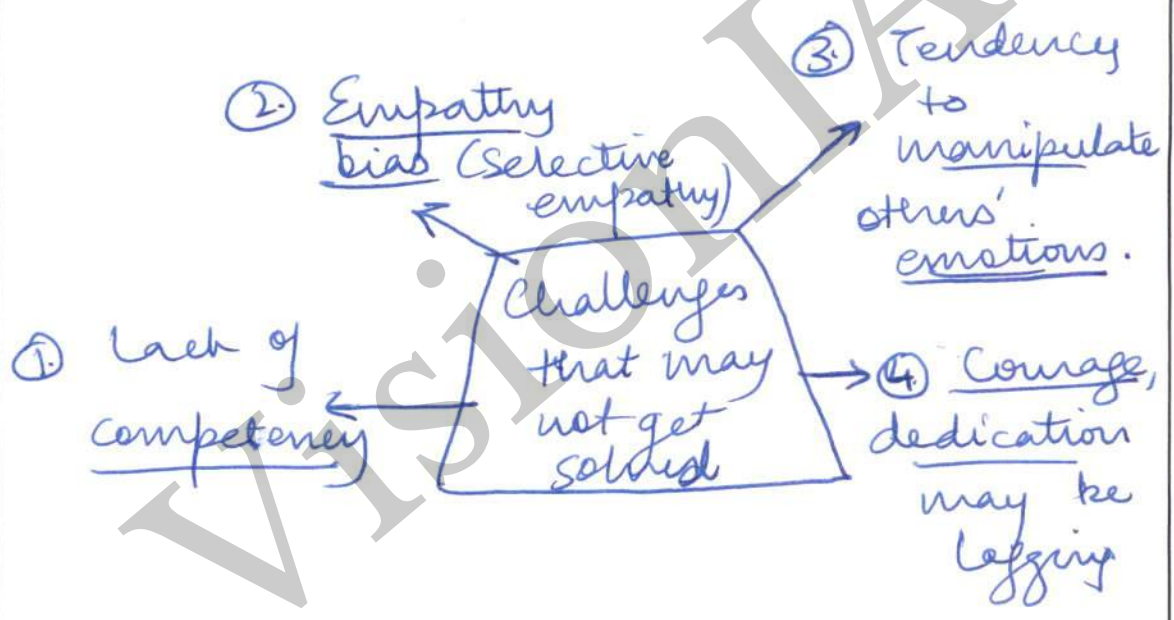 ① Lack of
competency
②. Empathy
bias (Selective
empathy)
③. Tendency
to
manipulate
others'
emotions.
④ Courage,
dedication
may be
lagging
Challenges
that may
not get
solved
VisionIA